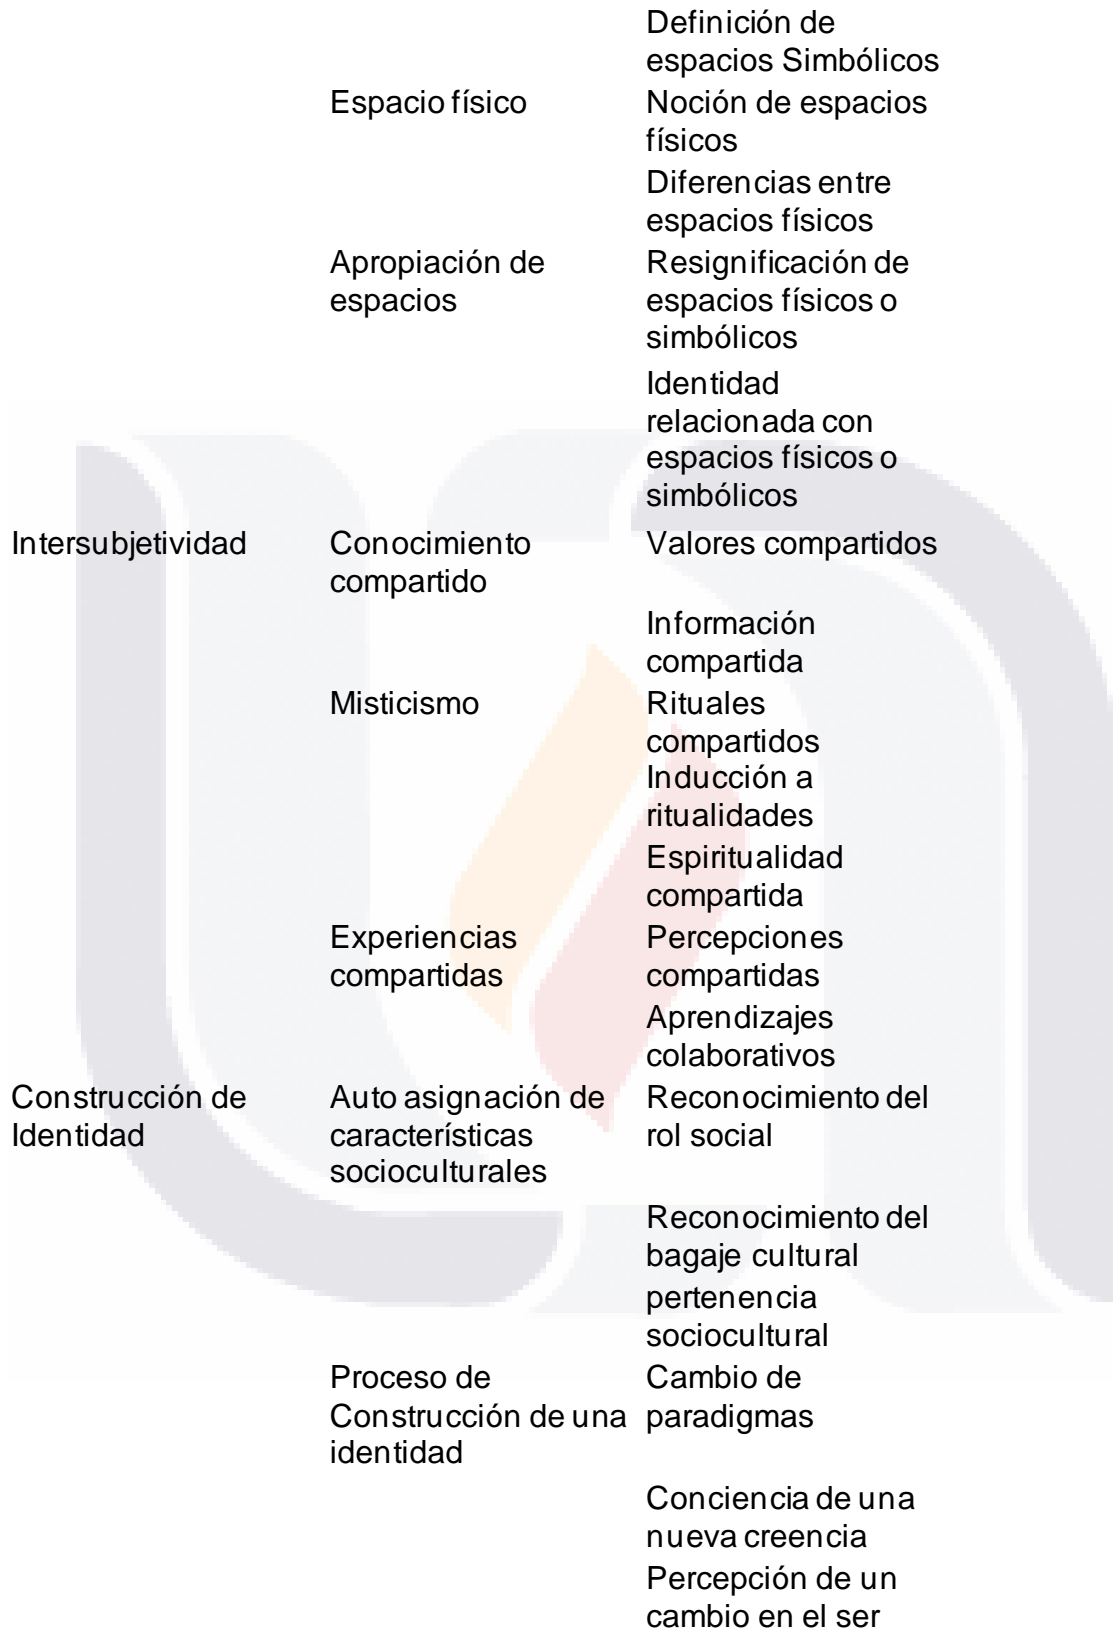 Definición de
espacios Simbólicos
Espacio físico
Noción de espacios
físicos
Diferencias entre
espacios físicos
Apropiación de
espacios
Resignificación de
espacios físicos o
simbólicos
Identidad
relacionada con
espacios físicos o
simbólicos
Intersubjetividad
Conocimiento
compartido
Valores compartidos
Información
compartida
Misticismo
Rituales
compartidos
Inducción a
ritualidades
Espiritualidad
compartida
Experiencias
compartidas
Percepciones
compartidas
Aprendizajes
colaborativos
Construcción de
Identidad
Auto asignación de
características
socioculturales
Reconocimiento del
rol social
Reconocimiento del
bagaje cultural
pertenencia
sociocultural
Proceso de
Construcción de una
identidad
Cambio de
paradigmas
Conciencia de una
nueva creencia
Percepción de un
cambio en el ser